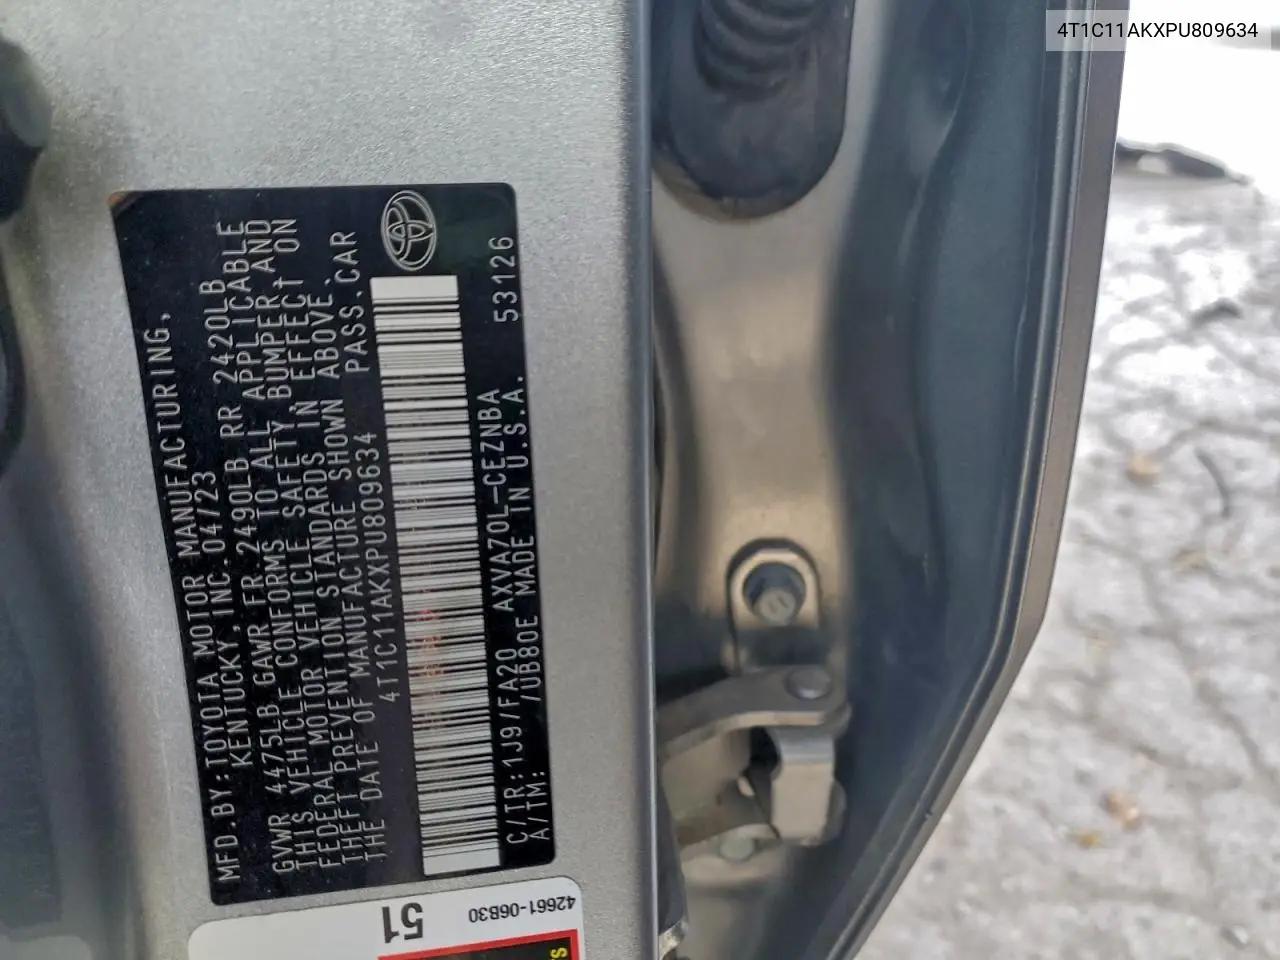 4T1C11AKXPU809634
MFD.BY:TOYOTA MOTOR MANUFACTURING,
KENTUCKY, INC. 04/23
GVWR 4475LB GAWR FR 2490LB RR 2420LB
THIS VEHICLE CONFORMS TO ALL APPLICABLE
FEDERAL MOTOR VEHICLE SAFETY, BUMPER, AND
THEFT PREVENTION STANDARDS IN EFFECT ON
THE DATE OF MANUFACTURE SHOWN ABOVE.
4T1C11AKXPU809634 PASS.CAR
C/TR:1J9/FA20 AXVA70L-CEZNBA 53126
A/TM: /UB80E MADE IN U.S.A.
42661-06B30
51